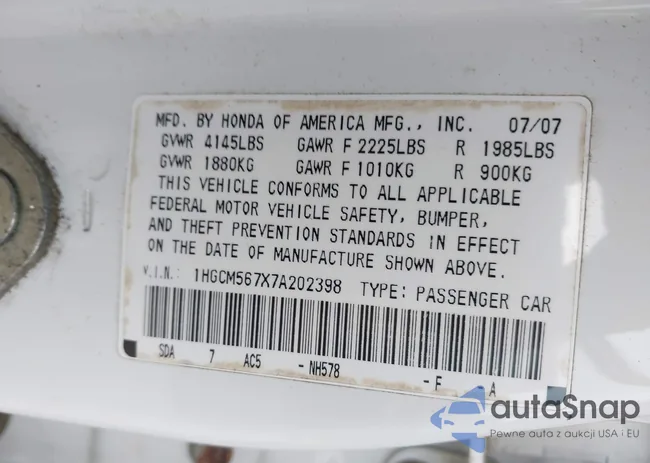 MFD. BY HONDA OF AMERICA MFG., INC. 07/07
GVWR 4145LBS GAWR F 2225LBS R 1985LBS
GVWR 1880KG GAWR F 1010KG R 900KG
THIS VEHICLE CONFORMS TO ALL APPLICABLE
FEDERAL MOTOR VEHICLE SAFETY, BUMPER,
AND THEFT PREVENTION STANDARDS IN EFFECT
ON THE DATE OF MANUFACTURE SHOWN ABOVE.
V.I.N.: 1HGCM567X7A202398 TYPE: PASSENGER CAR
SDA 7 AC5 -NH578 -F -A
autaSnap
Pewne auta z aukcji USA i EU